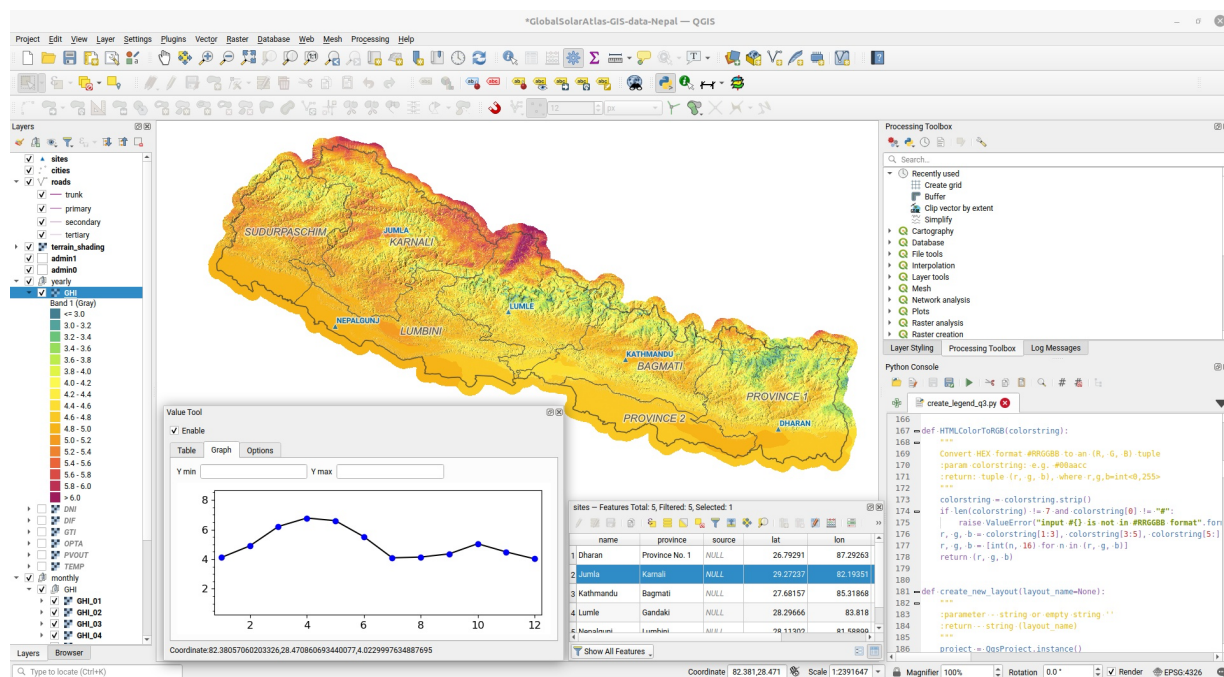 *GlobalSolarAtlas-GIS-data-Nepal — QGIS
Project Edit View Layer Settings Plugins Vector Raster Database Web Mesh Processing Help
12 px
Layers
sites
cities
roads
trunk
primary
secondary
tertiary
terrain_shading
admin1
admin0
yearly
GHI
Band 1 (Gray)
<= 3.0
3.0 - 3.2
3.2 - 3.4
3.4 - 3.6
3.6 - 3.8
3.8 - 4.0
4.0 - 4.2
4.2 - 4.4
4.4 - 4.6
4.6 - 4.8
4.8 - 5.0
5.0 - 5.2
5.2 - 5.4
5.4 - 5.6
5.6 - 5.8
5.8 - 6.0
> 6.0
DNI
DIF
GTI
OPTA
PVOUT
TEMP
monthly
GHI
GHI_01
GHI_02
GHI_03
GHI_04
Layers Browser
SUDURPASCHIM
JUMLA
KARNALI
LUMLE
NEPALGUNJ
LUMBINI
KATHMANDU
BAGMATI
PROVINCE 1
PROVINCE 2
DHARAN
Value Tool
Enable
Table Graph Options
Y min Y max
8
6
4
2
2 4 6 8 10 12
Coordinate:82.38057060203326,28.470860693440077,4.0229997634887695
sites — Features Total: 5, Filtered: 5, Selected: 1
name province source lat lon
1 Dharan Province No. 1 NULL 26.79291 87.29263
2 Jumla Karnali NULL 29.27237 82.19351
3 Kathmandu Bagmati NULL 27.68157 85.31868
4 Lumle Gandaki NULL 28.29666 83.818
5 Nepalgunj Lumbini NULL 28.11302 81.58899
Show All Features
Processing Toolbox
Search...
Recently used
Create grid
Buffer
Clip vector by extent
Simplify
Cartography
Database
File tools
Interpolation
Layer tools
Mesh
Network analysis
Plots
Raster analysis
Raster creation
Layer Styling Processing Toolbox Log Messages
Python Console
create_legend_q3.py
166
167 def HTMLColorToRGB(colorstring):
168 """
169 Convert HEX format #RRGGBB to an (R, G, B) tuple
170 :param colorstring: e.g. #00aacc
171 :return: tuple (r, g, b), where r,g,b=int<0,255>
172 """
173 colorstring = colorstring.strip()
174 if len(colorstring) != 7 and colorstring[0] != "#":
175 raise ValueError("input #{} is not in #RRGGBB format".for
176 r, g, b = colorstring[1:3], colorstring[3:5], colorstring[5:]
177 r, g, b = [int(n, 16) for n in (r, g, b)]
178 return (r, g, b)
179
180
181 def create_new_layout(layout_name=None):
182 """
183 :parameter - string or empty string ''
184 :return - string (layout_name)
185 """
186 project = QgsProject.instance()
Type to locate (Ctrl+K)
Coordinate 82.381,28.471 Scale 1:2391647 Magnifier 100% Rotation 0.0 ° Render EPSG:4326